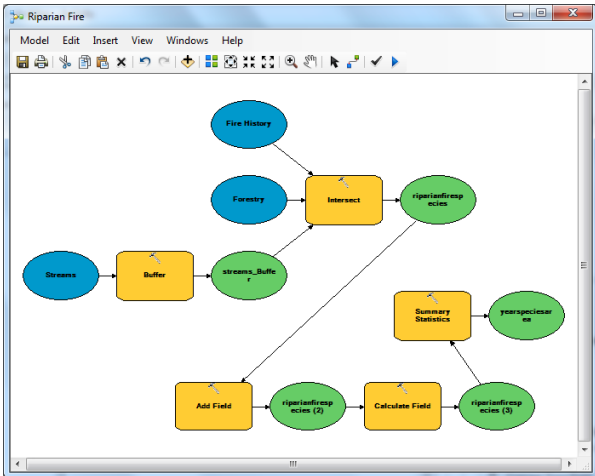 Riparian Fire
Model Edit Insert View Windows Help
Fire History
Forestry
Intersect
riparianfiresp
ecies
Streams
Buffer
streams_Buffe
r
Summary
Statistics
yearspeciesar
ea
Add Field
riparianfiresp
ecies (2)
Calculate Field
riparianfiresp
ecies (3)